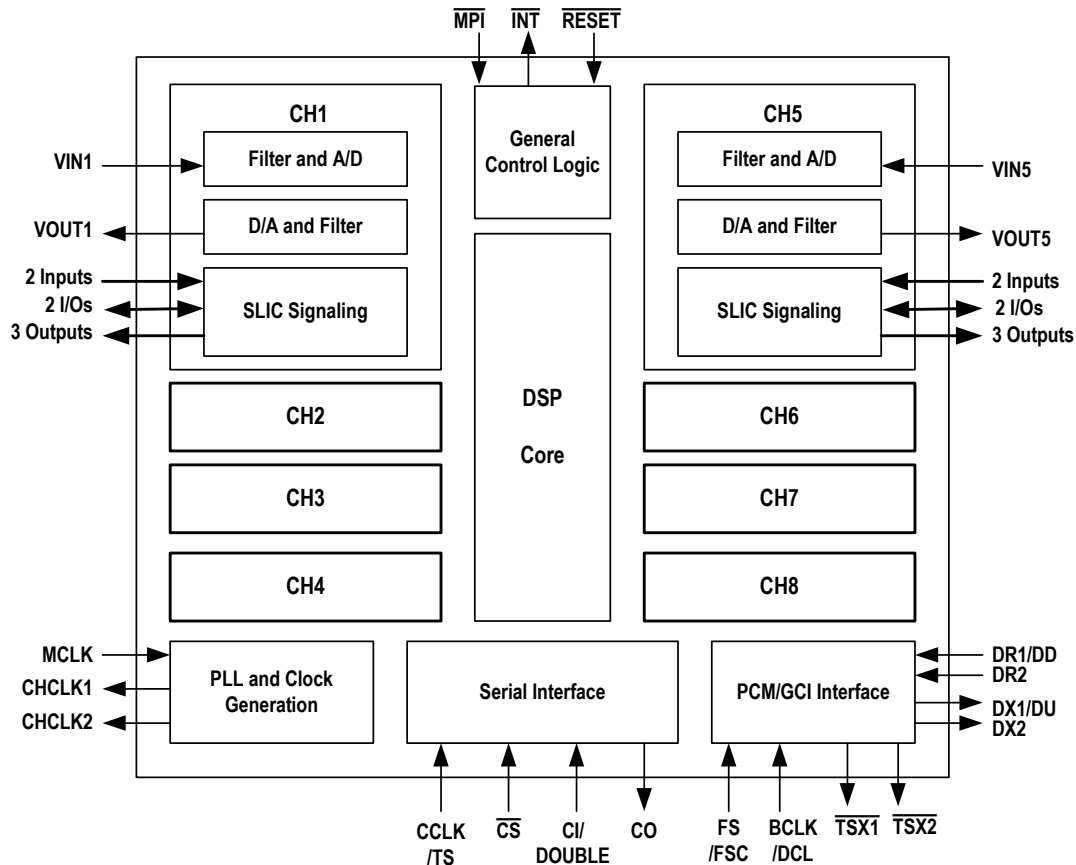 MPI INT RESET
CH1
Filter and A/D
D/A and Filter
SLIC Signaling
VIN1
VOUT1
2 Inputs
2 I/Os
3 Outputs
General
Control Logic
CH5
Filter and A/D
D/A and Filter
SLIC Signaling
VIN5
VOUT5
2 Inputs
2 I/Os
3 Outputs
CH2
CH3
CH4
DSP
Core
CH6
CH7
CH8
MCLK
CHCLK1
CHCLK2
PLL and Clock
Generation
Serial Interface
PCM/GCI Interface
DR1/DD
DR2
DX1/DU
DX2
CCLK
/TS
CS
CI/
DOUBLE
CO
FS
/FSC
BCLK
/DCL
TSX1
TSX2